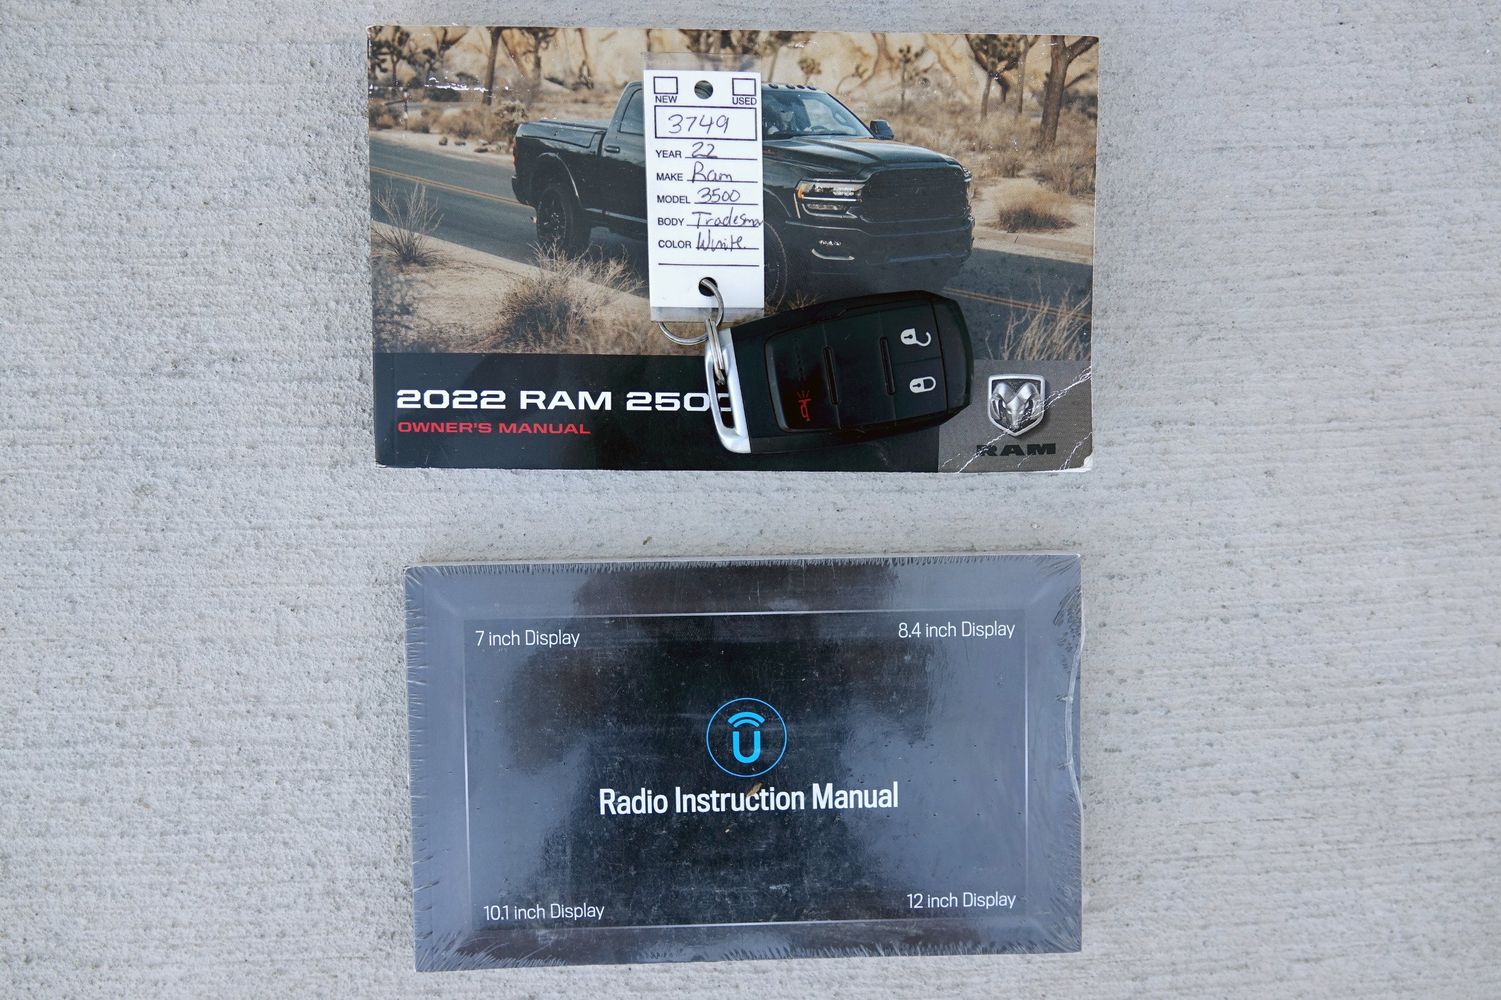 NEW USED
3749
YEAR 22
MAKE Ram
MODEL 3500
BODY Tradesman
COLOR White
2022 RAM 250
OWNER'S MANUAL
RAM
7 inch Display
8.4 inch Display
U
Radio Instruction Manual
10.1 inch Display
12 inch Display